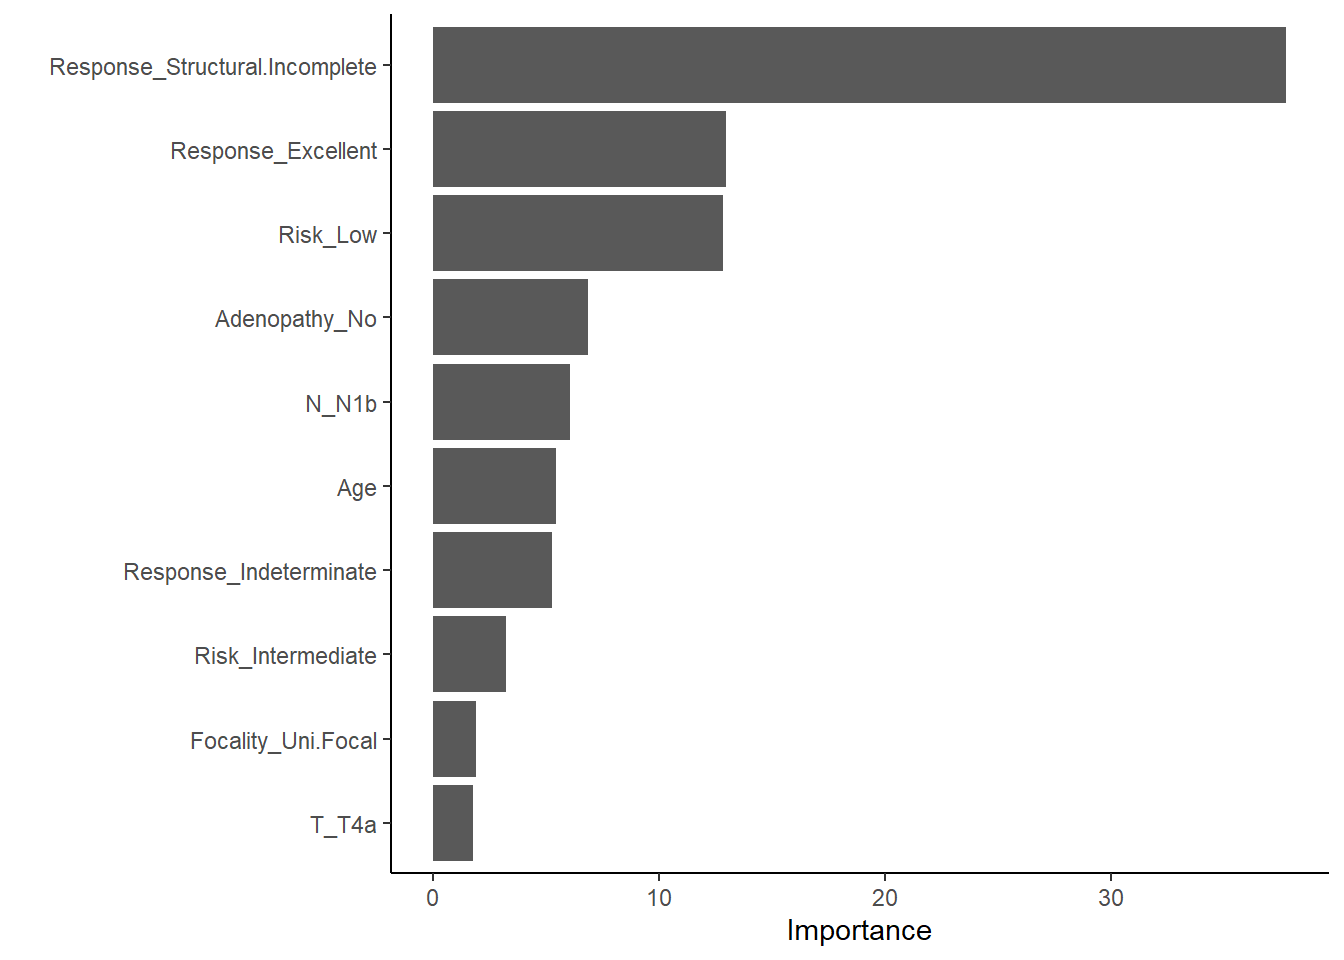 Response_Structural.Incomplete
Response_Excellent
Risk_Low
Adenopathy_No
N_N1b
Age
Response_Indeterminate
Risk_Intermediate
Focality_Uni.Focal
T_T4a
0 10 20 30
Importance